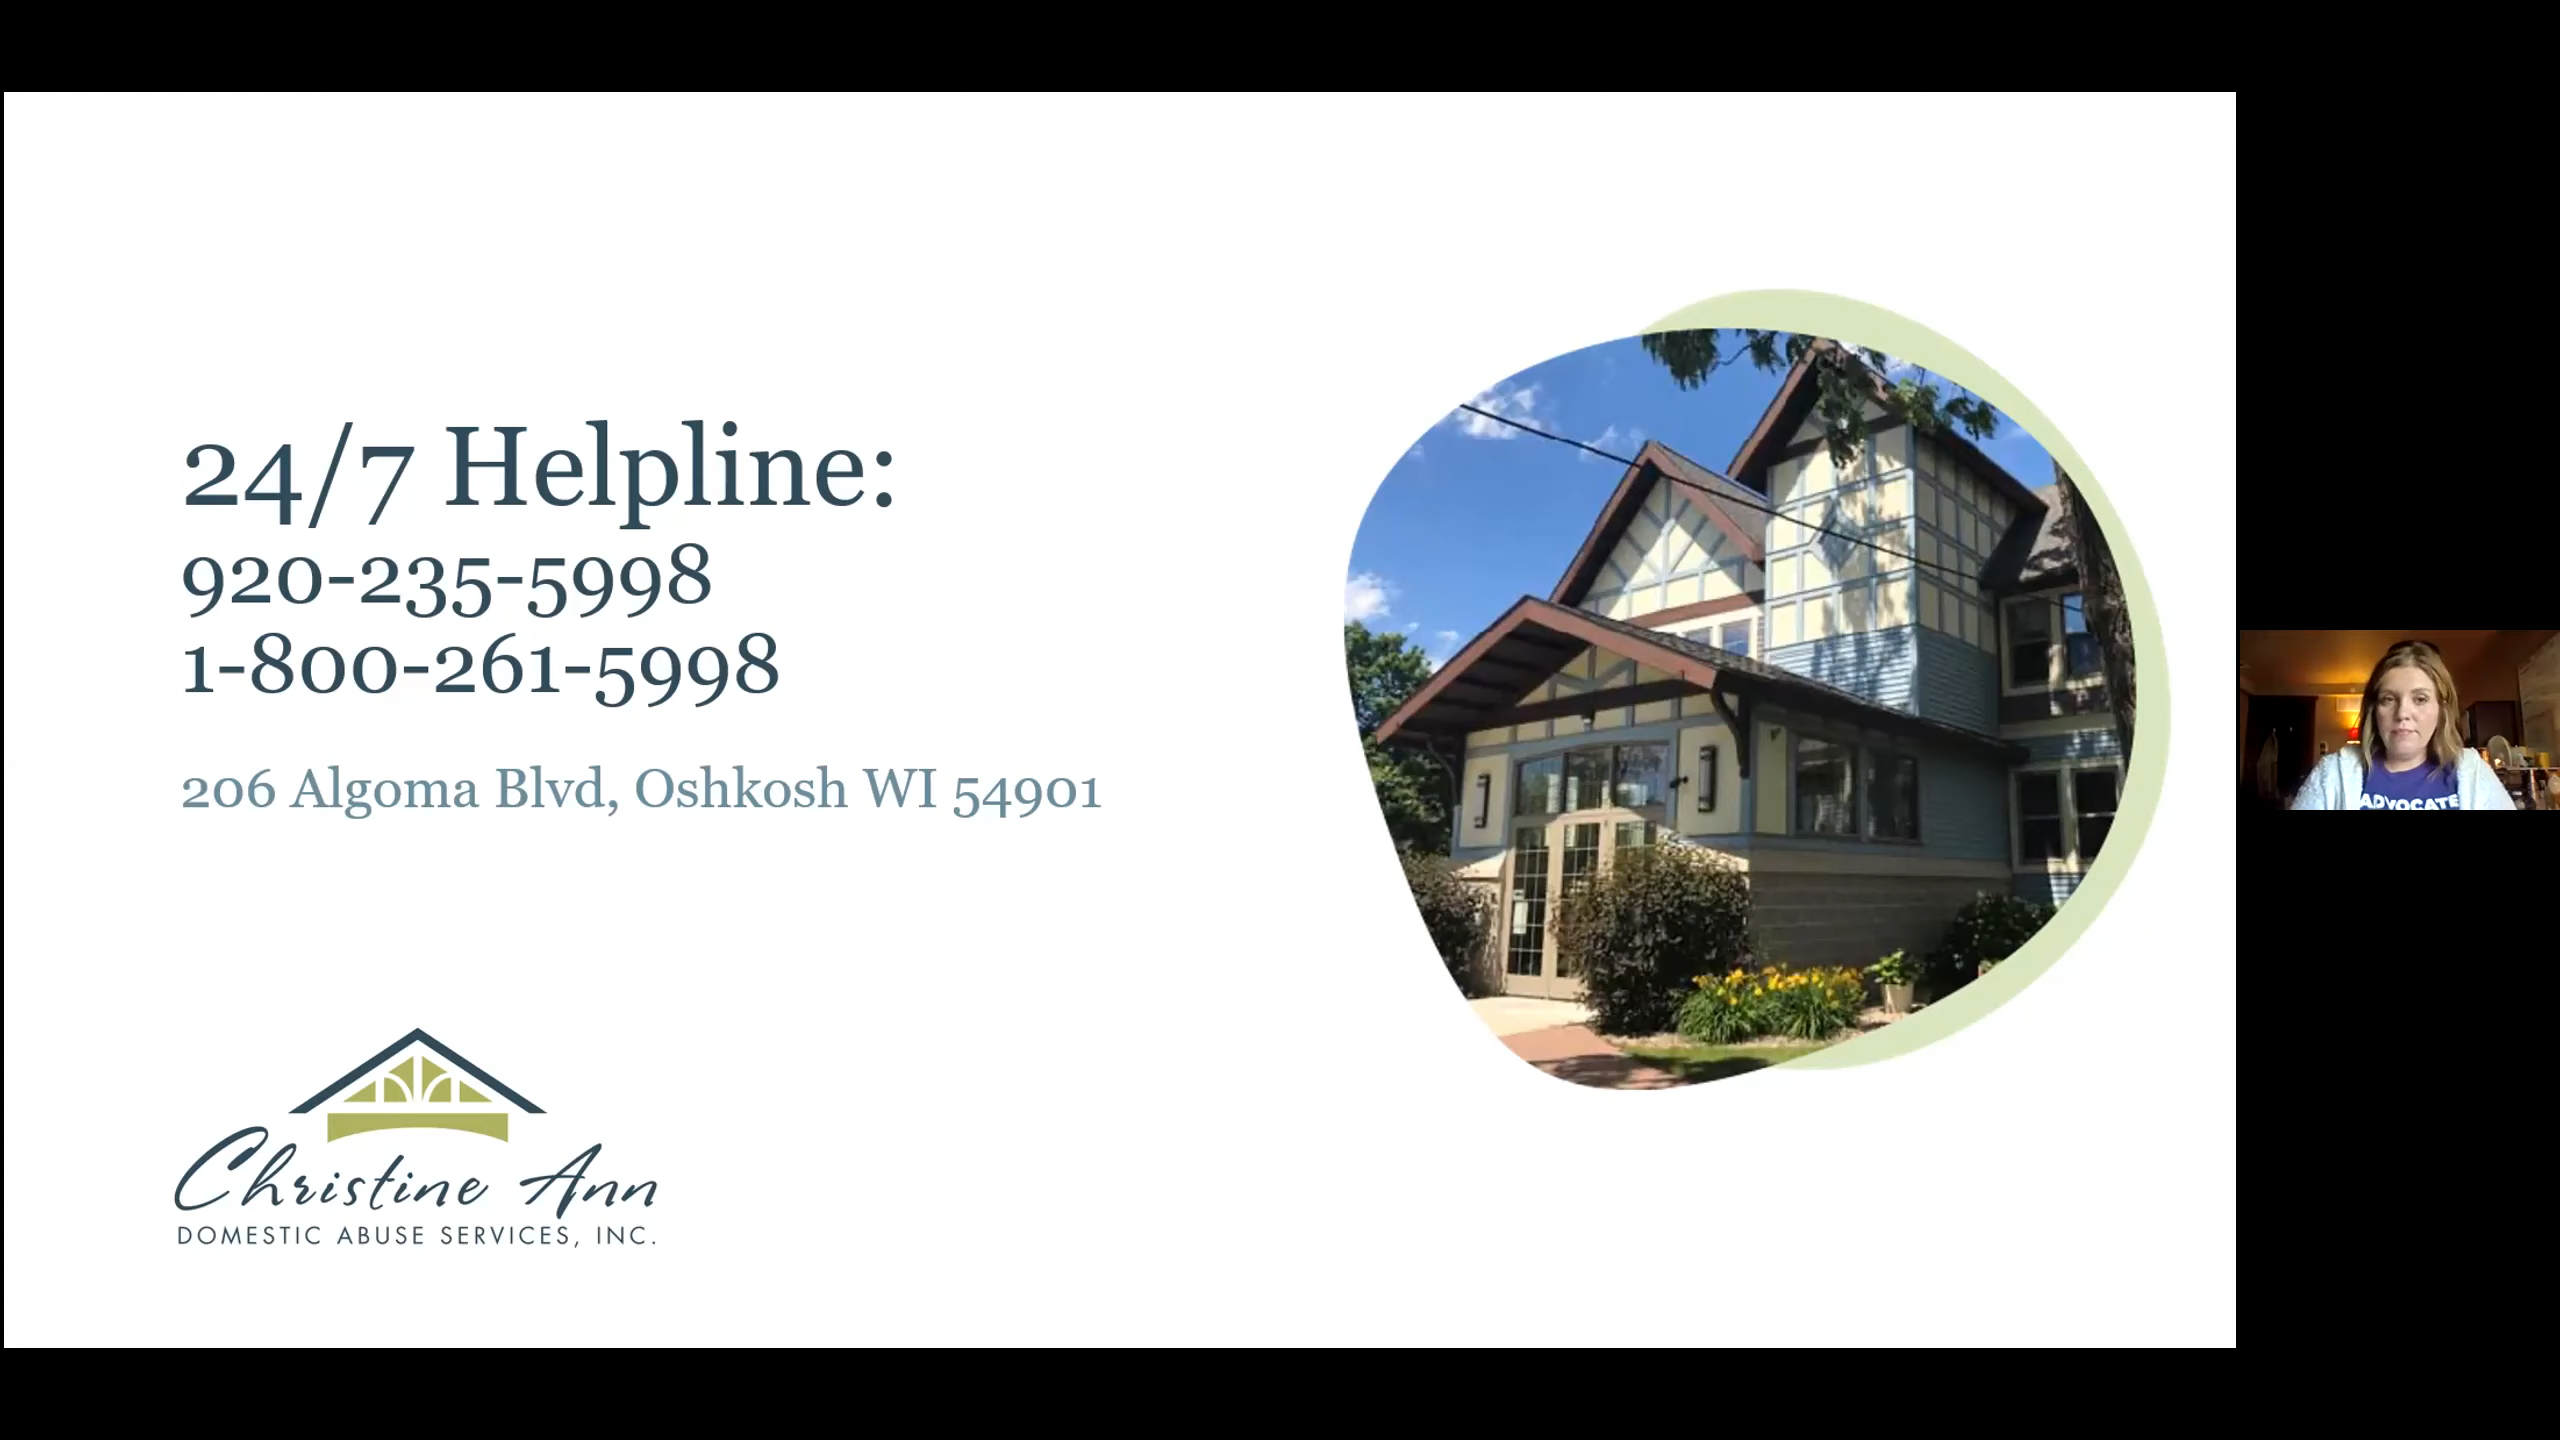 24/7 Helpline:
920-235-5998
1-800-261-5998
206 Algoma Blvd, Oshkosh WI 54901
Christine Ann
DOMESTIC ABUSE SERVICES, INC.
ADVOCATE